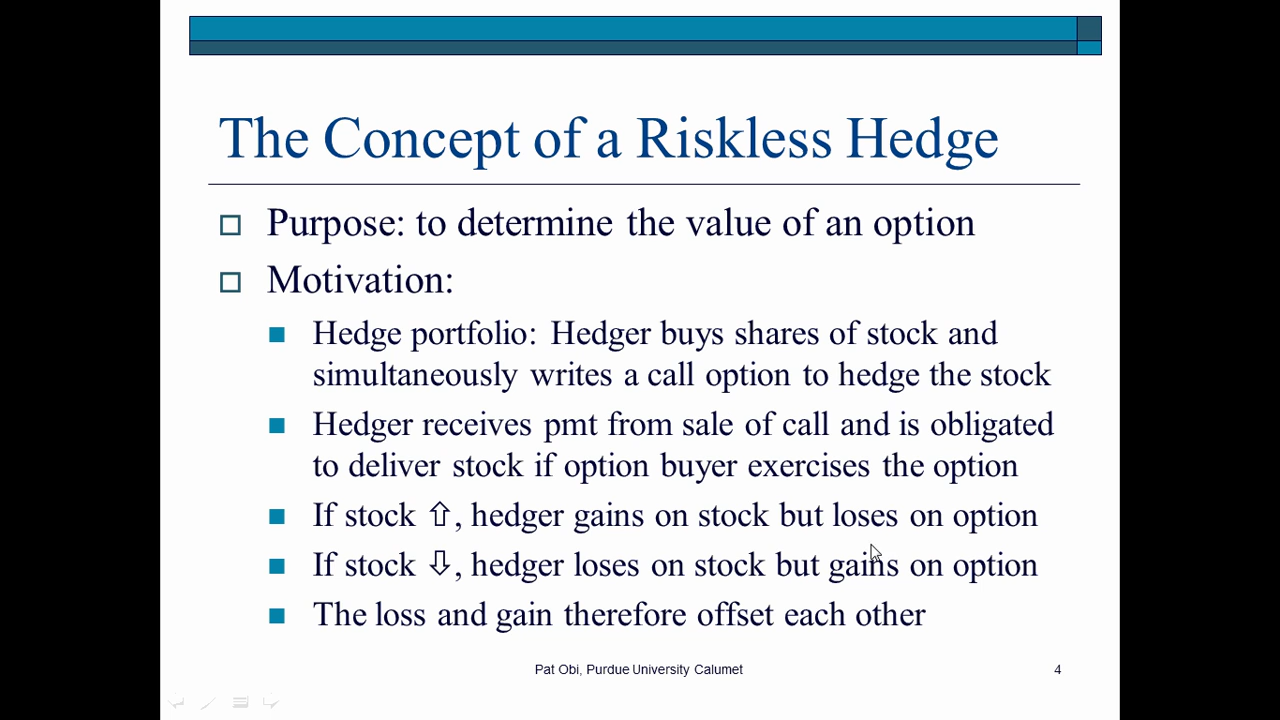 The Concept of a Riskless Hedge
Purpose: to determine the value of an option
Motivation:
Hedge portfolio: Hedger buys shares of stock and
simultaneously writes a call option to hedge the stock
Hedger receives pmt from sale of call and is obligated
to deliver stock if option buyer exercises the option
If stock ⇧, hedger gains on stock but loses on option
If stock ⇩, hedger loses on stock but gains on option
The loss and gain therefore offset each other
Pat Obi, Purdue University Calumet
4